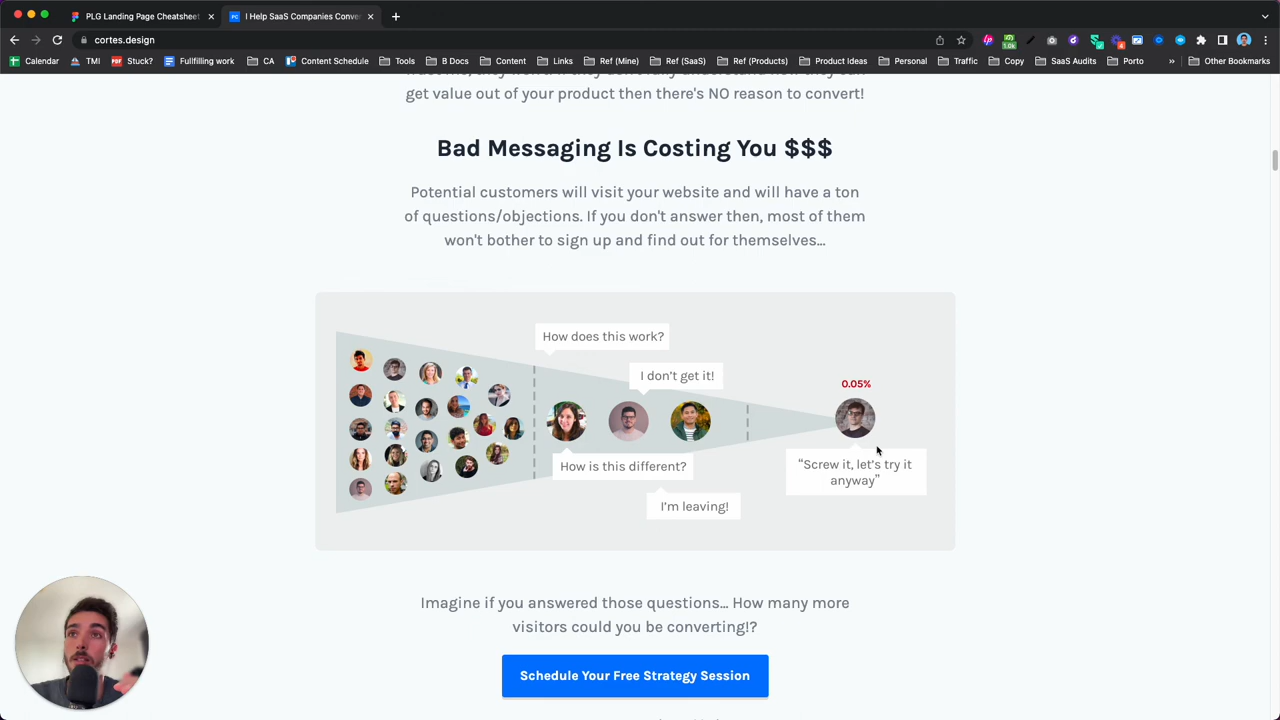 PLG Landing Page Cheatsheet
I Help SaaS Companies Conver
cortes.design
1.0k
Calendar
TMI
Stuck?
Fullfilling work
CA
Content Schedule
Tools
B Docs
Content
Links
Ref (Mine)
Ref (SaaS)
Ref (Products)
Product Ideas
Personal
Traffic
Copy
SaaS Audits
Porto
»
Other Bookmarks
get value out of your product then there's NO reason to convert!
Bad Messaging Is Costing You $$$
Potential customers will visit your website and will have a ton
of questions/objections. If you don't answer then, most of them
won't bother to sign up and find out for themselves...
How does this work?
I don't get it!
0.05%
How is this different?
"Screw it, let's try it
anyway"
I'm leaving!
Imagine if you answered those questions... How many more
visitors could you be converting!?
Schedule Your Free Strategy Session